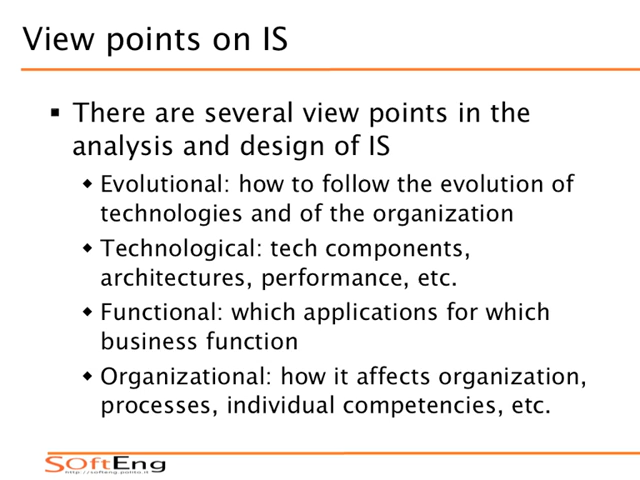 View points on IS
▪ There are several view points in the
analysis and design of IS
◆ Evolutional: how to follow the evolution of
technologies and of the organization
◆ Technological: tech components,
architectures, performance, etc.
◆ Functional: which applications for which
business function
◆ Organizational: how it affects organization,
processes, individual competencies, etc.
SOftEng
http://softeng.polito.it